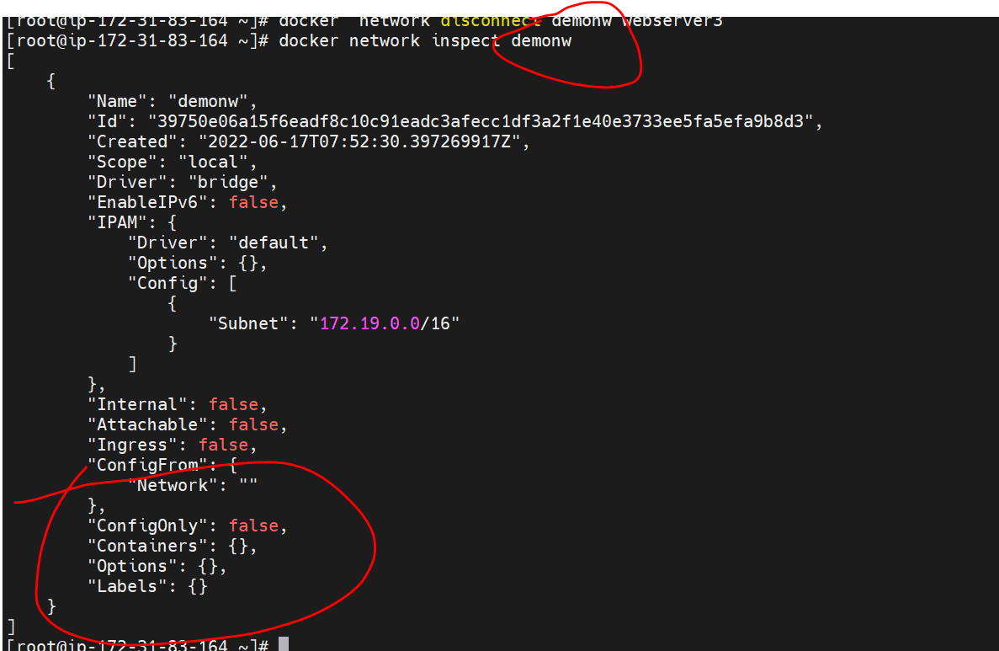 [root@ip-172-31-83-164 ~]# docker  network disconnect demonw webserver3
[root@ip-172-31-83-164 ~]# docker network inspect demonw
[
    {
        "Name": "demonw",
        "Id": "39750e06a15f6eadf8c10c91eadc3afecc1df3a2f1e40e3733ee5fa5efa9b8d3",
        "Created": "2022-06-17T07:52:30.397269917Z",
        "Scope": "local",
        "Driver": "bridge",
        "EnableIPv6": false,
        "IPAM": {
            "Driver": "default",
            "Options": {},
            "Config": [
                {
                    "Subnet": "172.19.0.0/16"
                }
            ]
        },
        "Internal": false,
        "Attachable": false,
        "Ingress": false,
        "ConfigFrom": {
            "Network": ""
        },
        "ConfigOnly": false,
        "Containers": {},
        "Options": {},
        "Labels": {}
    }
]
[root@ip-172-31-83-164 ~]#